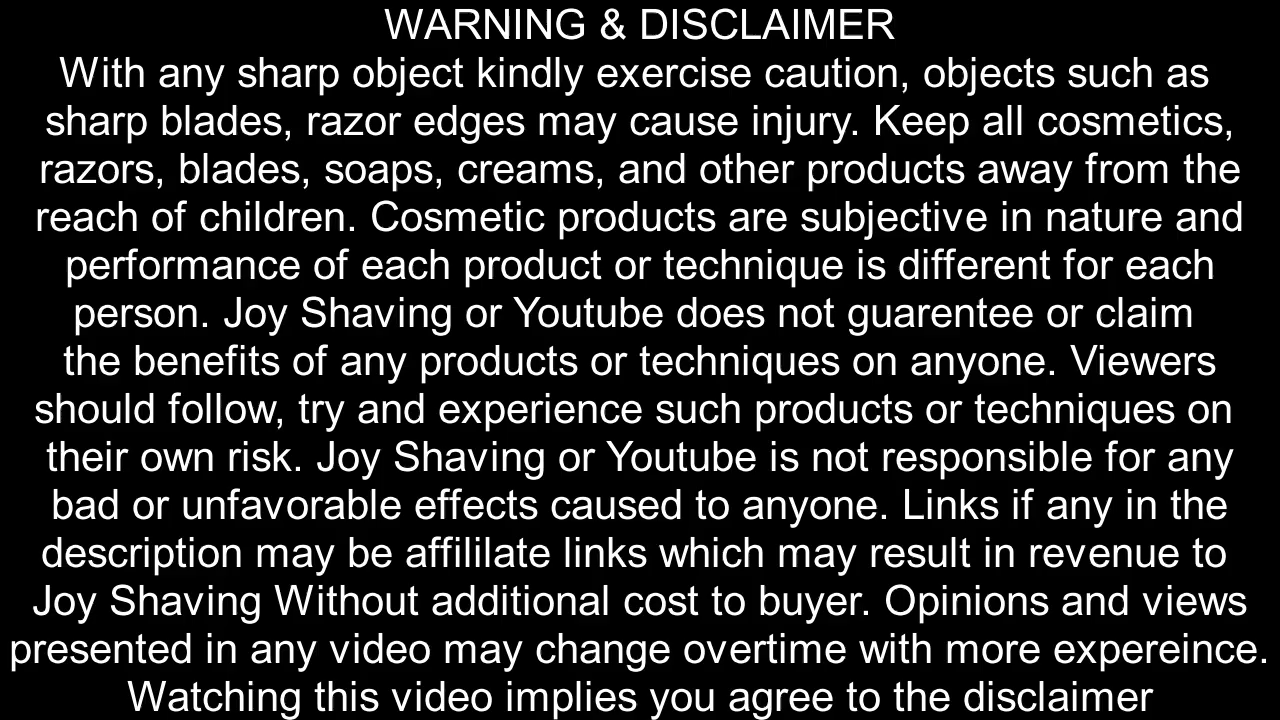 WARNING & DISCLAIMER
With any sharp object kindly exercise caution, objects such as
sharp blades, razor edges may cause injury. Keep all cosmetics,
razors, blades, soaps, creams, and other products away from the
reach of children. Cosmetic products are subjective in nature and
performance of each product or technique is different for each
person. Joy Shaving or Youtube does not guarentee or claim
the benefits of any products or techniques on anyone. Viewers
should follow, try and experience such products or techniques on
their own risk. Joy Shaving or Youtube is not responsible for any
bad or unfavorable effects caused to anyone. Links if any in the
description may be affililate links which may result in revenue to
Joy Shaving Without additional cost to buyer. Opinions and views
presented in any video may change overtime with more expereince.
Watching this video implies you agree to the disclaimer